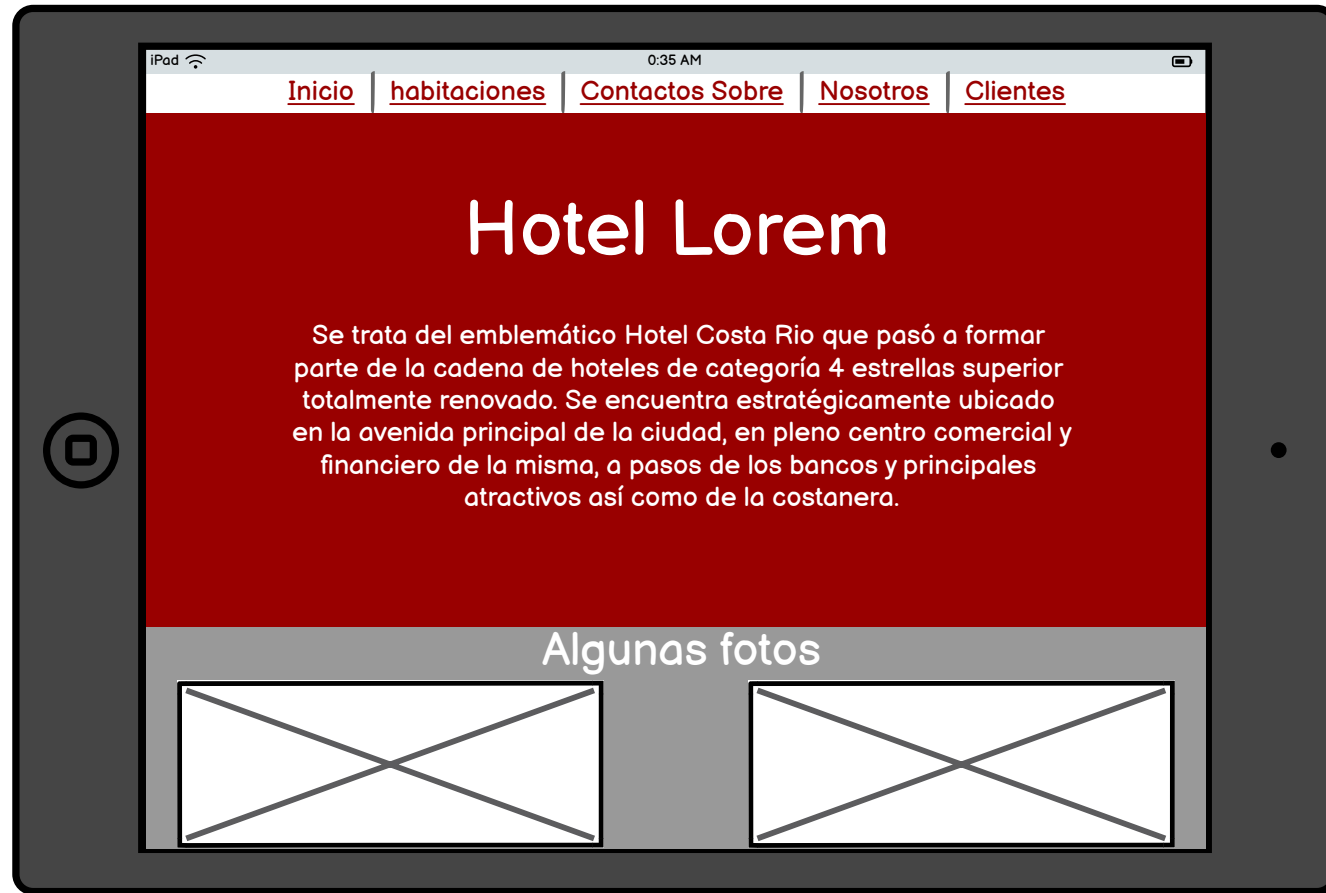 iPad 0:35 AM
Inicio habitaciones Contactos Sobre Nosotros Clientes
Hotel Lorem
Se trata del emblemático Hotel Costa Rio que pasó a formar
parte de la cadena de hoteles de categoría 4 estrellas superior
totalmente renovado. Se encuentra estratégicamente ubicado
en la avenida principal de la ciudad, en pleno centro comercial y
financiero de la misma, a pasos de los bancos y principales
atractivos así como de la costanera.
Algunas fotos